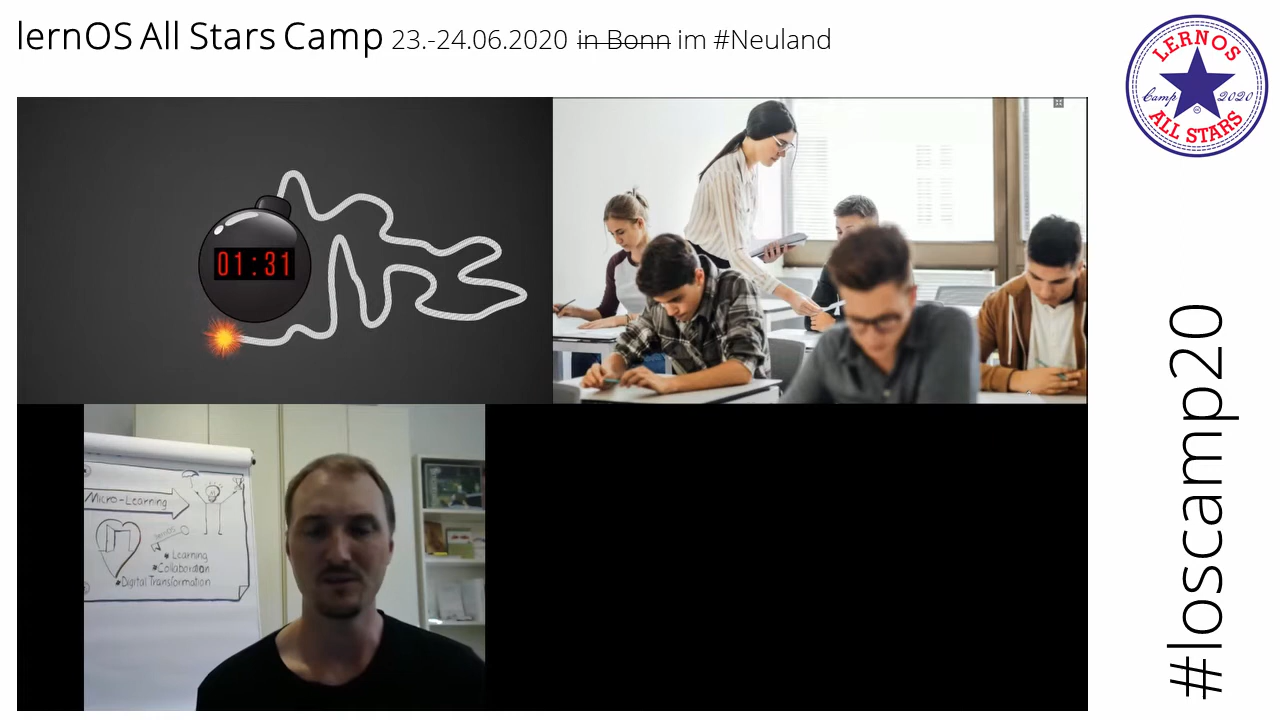 lernOS All Stars Camp 23.-24.06.2020 in Bonn im #Neuland
LERNOS
Camp 2020
ALL STARS
01:31
Micro-Learning
lernOS
# Learning
# Collaboration
# Digital Transformation
#loscamp20